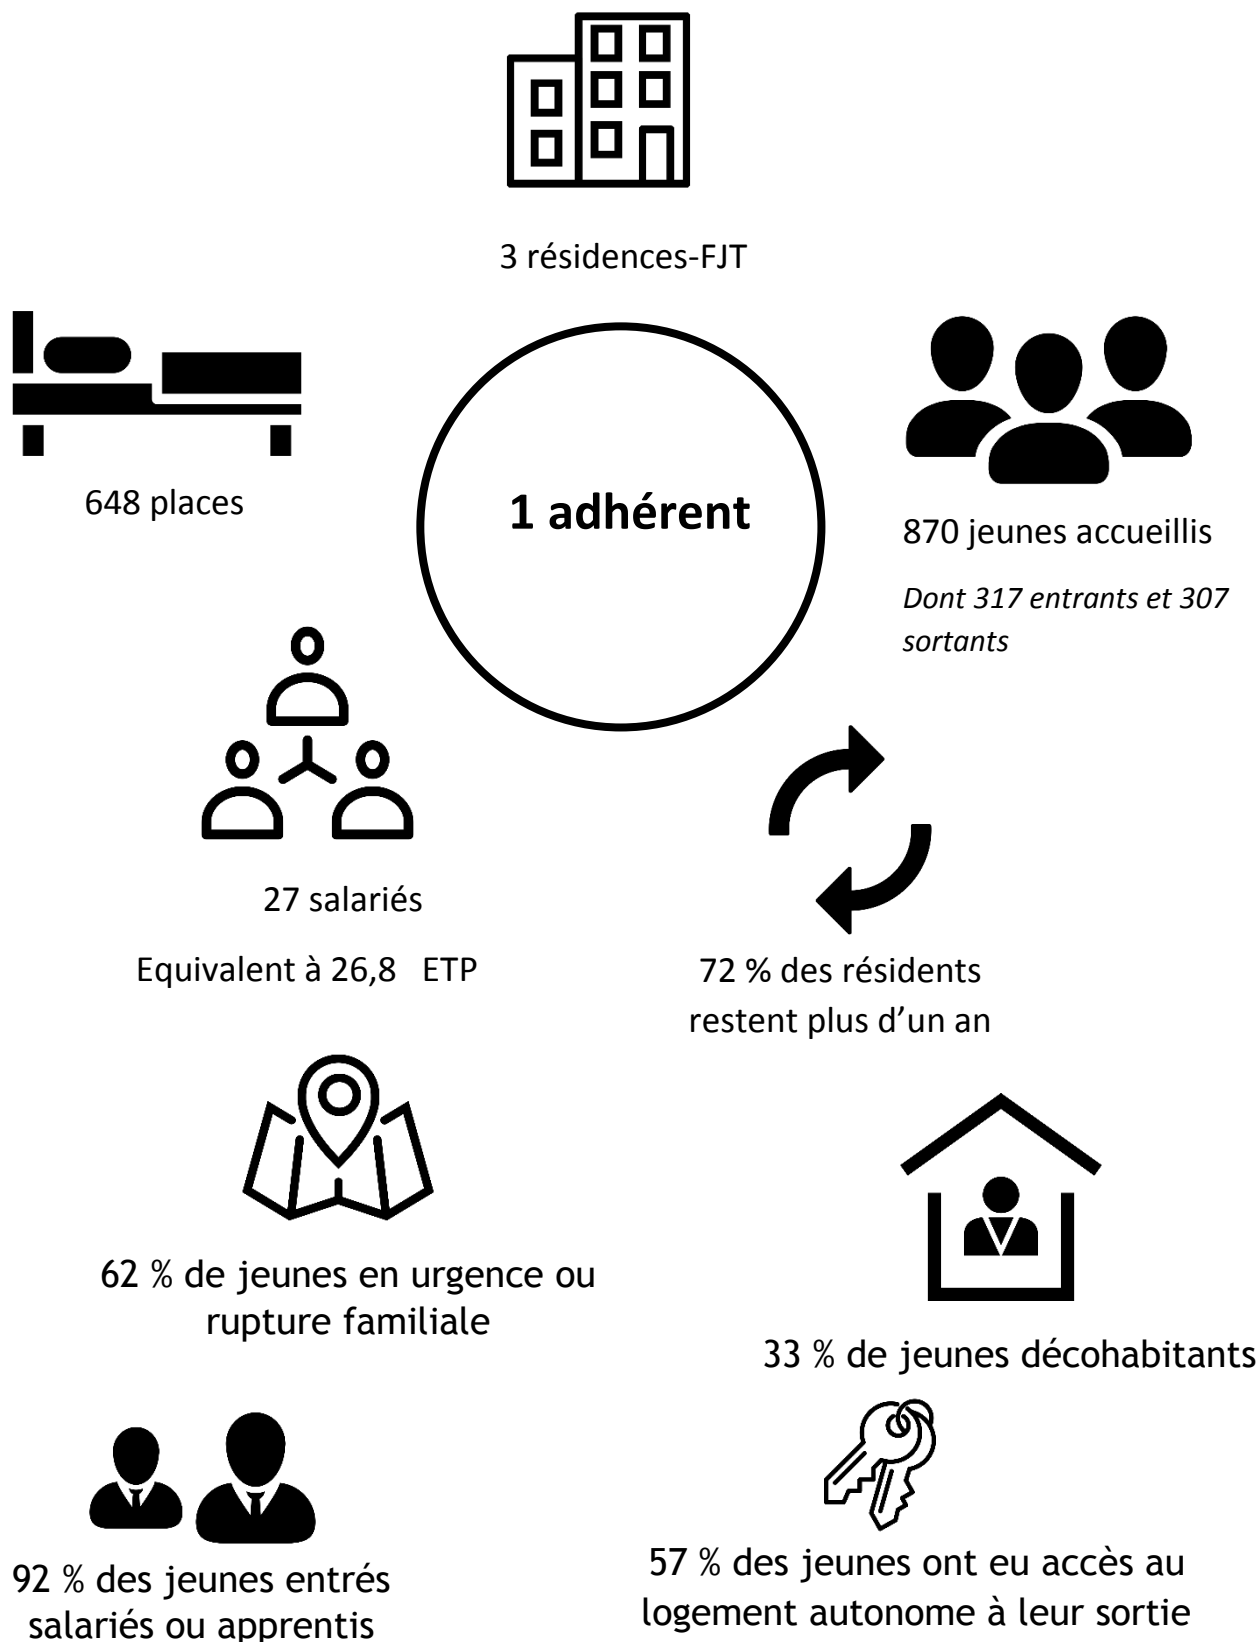 3 résidences-FJT
648 places
1 adhérent
870 jeunes accueillis
Dont 317 entrants et 307
sortants
27 salariés
Equivalent à 26,8 ETP
72 % des résidents
restent plus d’un an
62 % de jeunes en urgence ou
rupture familiale
33 % de jeunes décohabitants
92 % des jeunes entrés
salariés ou apprentis
57 % des jeunes ont eu accès au
logement autonome à leur sortie